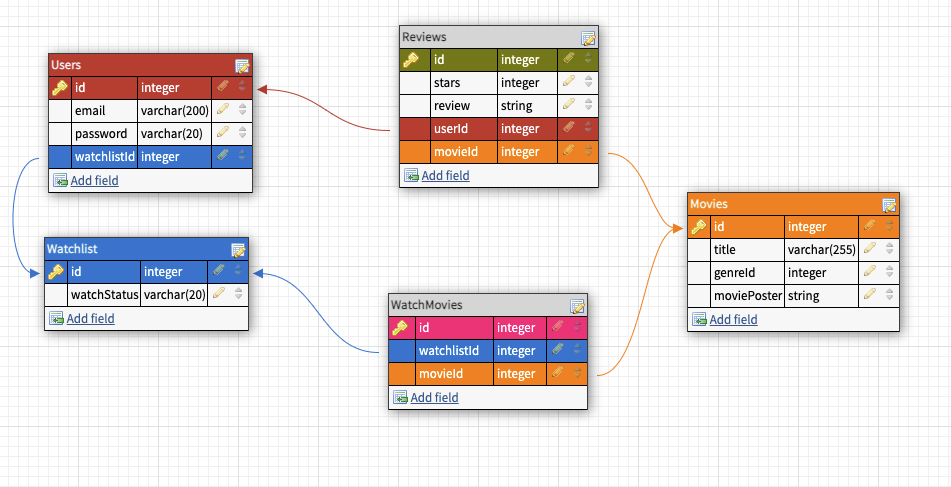 Users
id integer
email varchar(200)
password varchar(20)
watchlistId integer
Add field
Reviews
id integer
stars integer
review string
userId integer
movieId integer
Add field
Movies
id integer
title varchar(255)
genreId integer
moviePoster string
Add field
Watchlist
id integer
watchStatus varchar(20)
Add field
WatchMovies
id integer
watchlistId integer
movieId integer
Add field